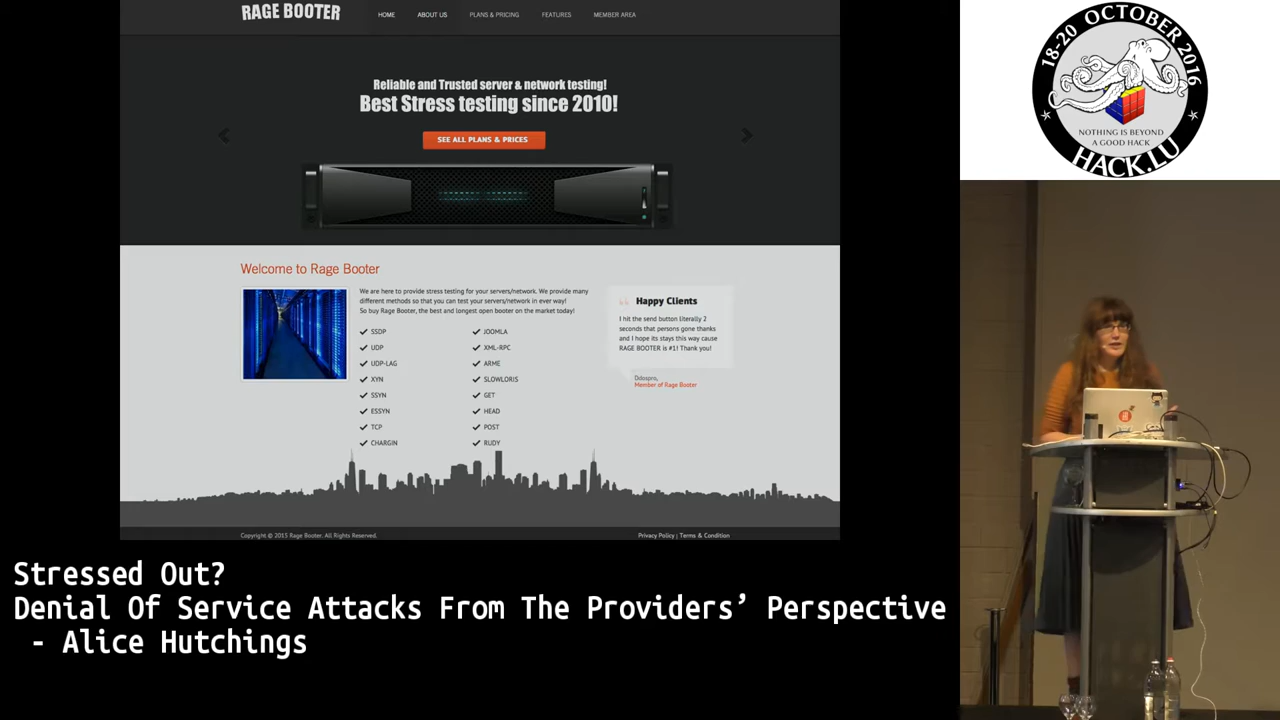 RAGE BOOTER
HOME ABOUT US PLANS & PRICING FEATURES MEMBER AREA
Reliable and Trusted server & network testing!
Best Stress testing since 2010!
SEE ALL PLANS & PRICES
Welcome to Rage Booter
We are here to provide stress testing for your servers/network. We provide many
different methods so that you can test your servers/network in ever way!
So buy Rage Booter, the best and longest open booter on the market today!
SSDP
UDP
UDP-LAG
XYN
SSYN
ESSYN
TCP
CHARGIN
JOOMLA
XML-RPC
ARME
SLOWLORIS
GET
HEAD
POST
RUDY
Happy Clients
I hit the send button literally 2
seconds that persons gone thanks
and I hope its stays this way cause
RAGE BOOTER is #1! Thank you!
Ddospro,
Member of Rage Booter
Copyright © 2015 Rage Booter. All Rights Reserved.
Privacy Policy | Terms & Condition
18-20 OCTOBER 2016
NOTHING IS BEYOND
A GOOD HACK
HACK.LU
Stressed Out?
Denial Of Service Attacks From The Providers’ Perspective
- Alice Hutchings